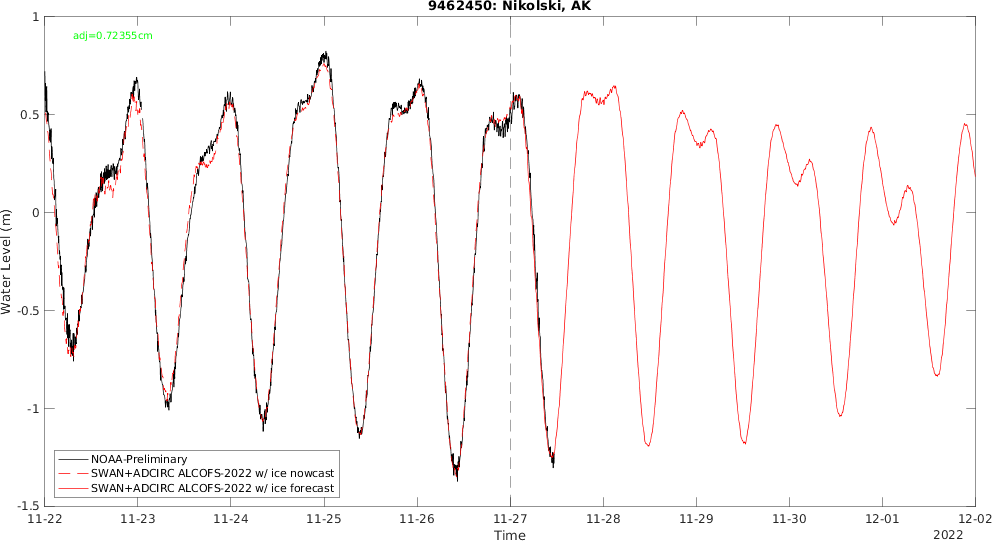 9462450: Nikolski, AK
adj=0.72355cm
Water Level (m)
1
0.5
0
-0.5
-1
-1.5
NOAA-Preliminary
SWAN+ADCIRC ALCOFS-2022 w/ ice nowcast
SWAN+ADCIRC ALCOFS-2022 w/ ice forecast
11-22 11-23 11-24 11-25 11-26 11-27 11-28 11-29 11-30 12-01 12-02
Time
2022